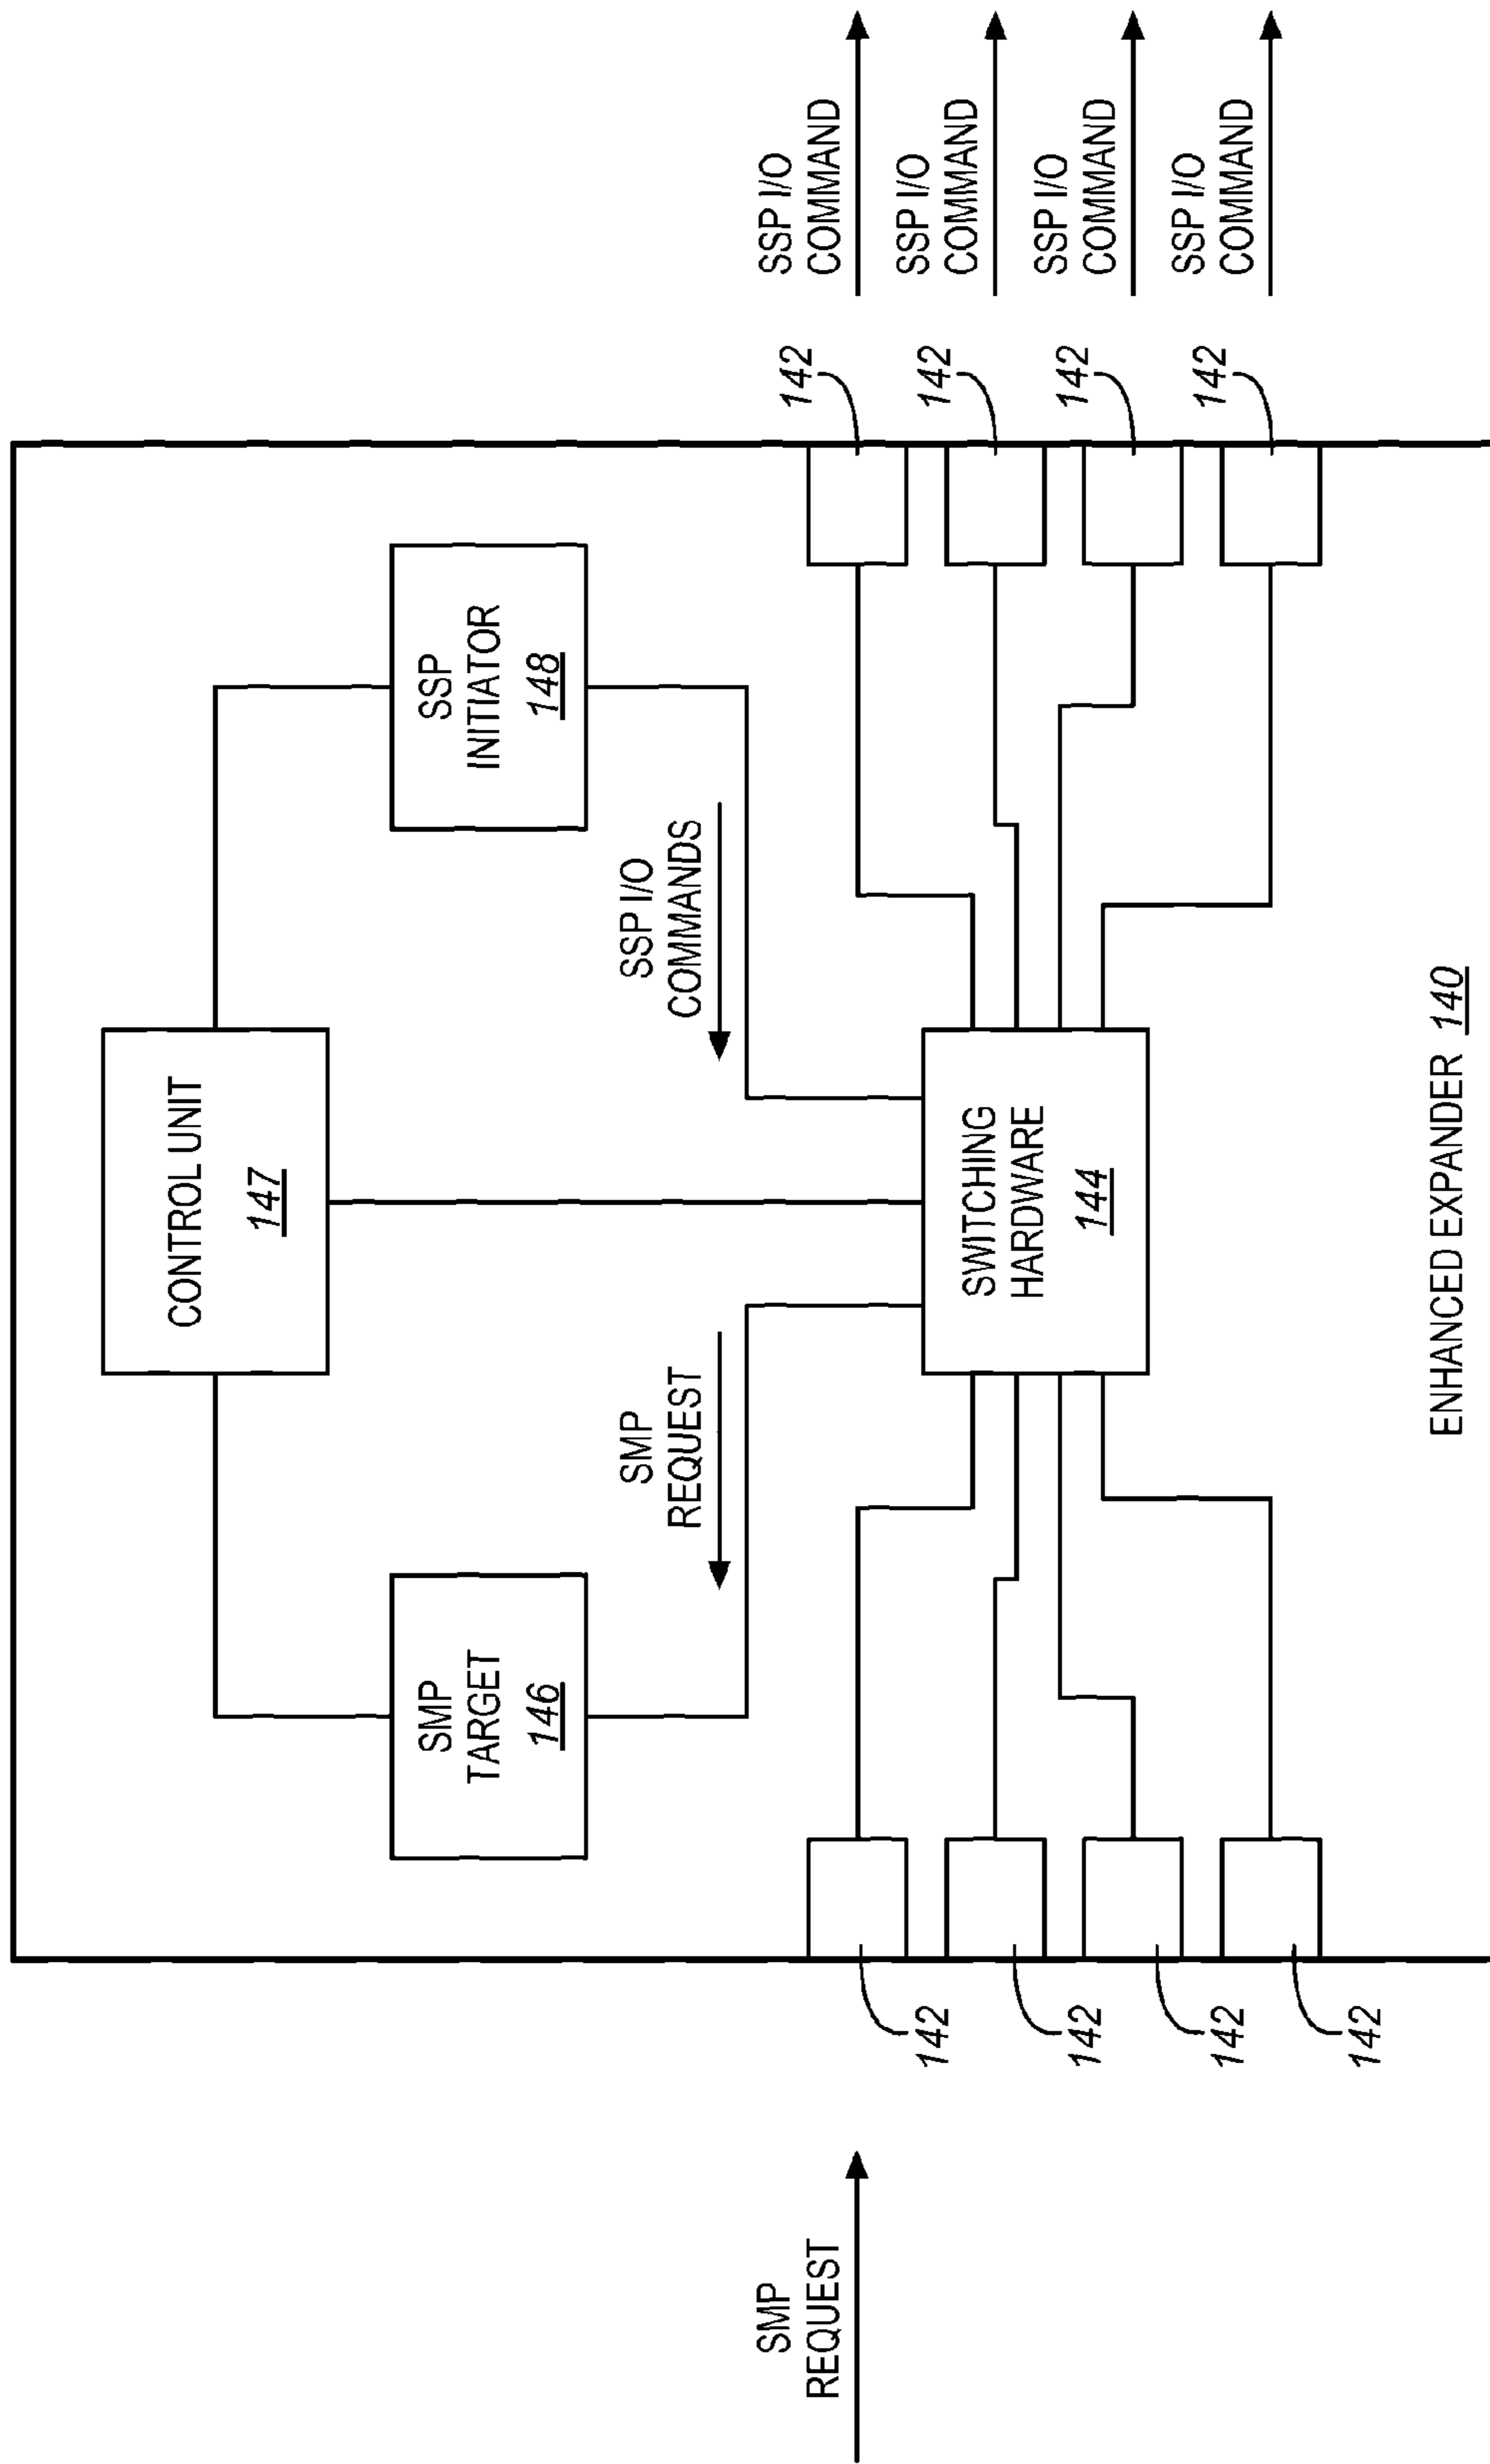 CONTROL UNIT
147
SMP
TARGET
146
SSP
INITIATOR
148
SMP
REQUEST
SSP I/O
COMMANDS
SMP
REQUEST
142
142
142
142
SWITCHING
HARDWARE
144
142
142
142
142
SSP I/O
COMMAND
SSP I/O
COMMAND
SSP I/O
COMMAND
SSP I/O
COMMAND
ENHANCED EXPANDER 140